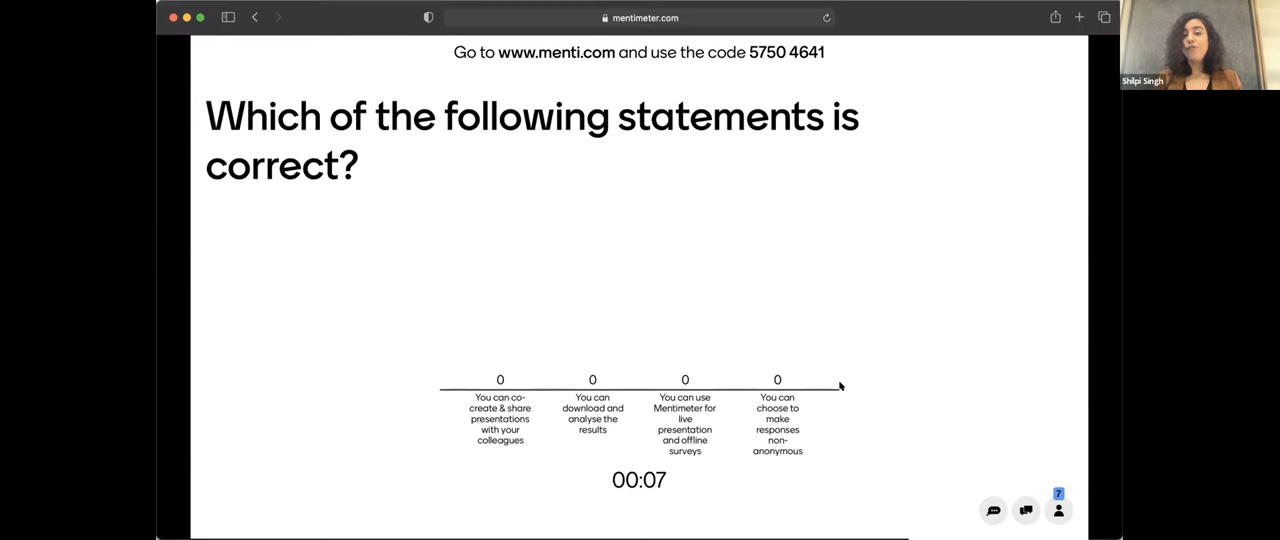 mentimeter.com
Go to www.menti.com and use the code 5750 4641
Shilpi Singh
Which of the following statements is
correct?
0
You can co-
create & share
presentations
with your
colleagues
0
You can
download and
analyse the
results
0
You can use
Mentimeter for
live
presentation
and offline
surveys
0
You can
choose to
make
responses
non-
anonymous
00:07
7